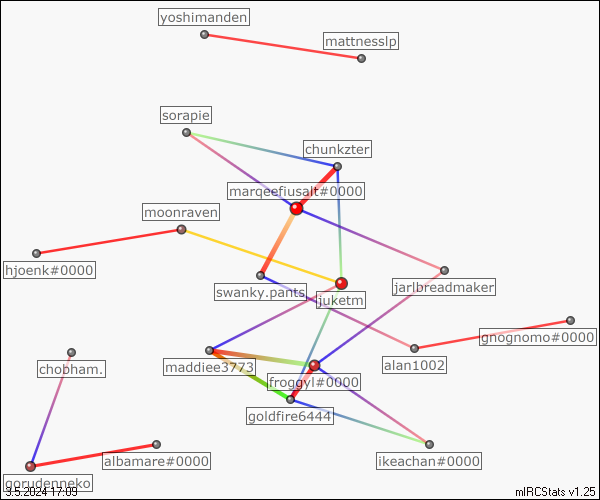 yoshimanden
mattnesslp
sorapie
chunkzter
marqeefiusalt#0000
moonraven
hjoenk#0000
jarlbreadmaker
swanky.pants
juketm
gnognomo#0000
chobham.
maddiee3773
alan1002
froggyl#0000
goldfire6444
albamare#0000
ikeachan#0000
gorudenneko
3.5.2024 17:09
mIRCStats v1.25